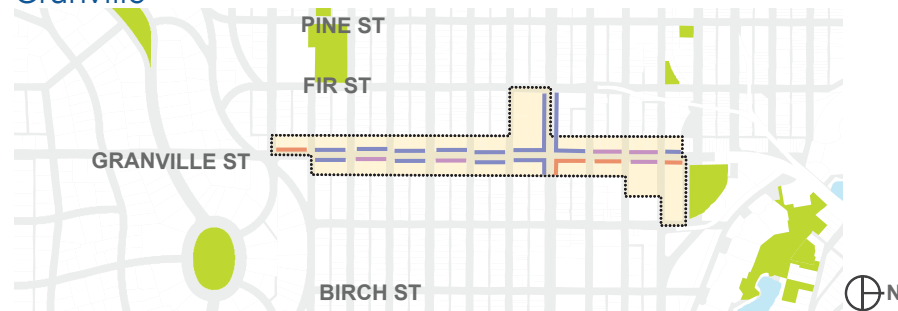 Granville
PINE ST
FIR ST
GRANVILLE ST
BIRCH ST
N